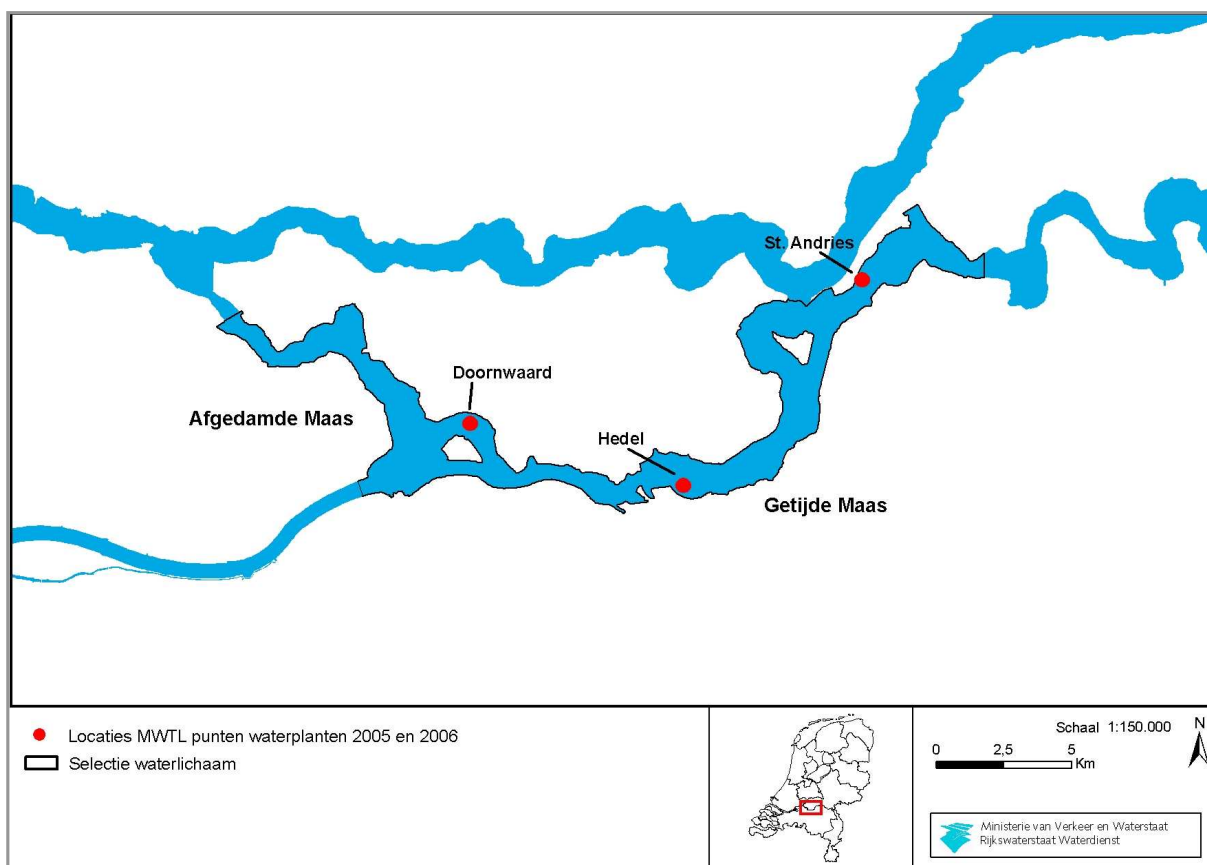 St. Andries
Doornwaard
Afgedamde Maas
Hedel
Getijde Maas
Locaties MWTL punten waterplanten 2005 en 2006
Selectie waterlichaam
Schaal 1:150.000
N
0 2,5 5
Km
Ministerie van Verkeer en Waterstaat
Rijkswaterstaat Waterdienst